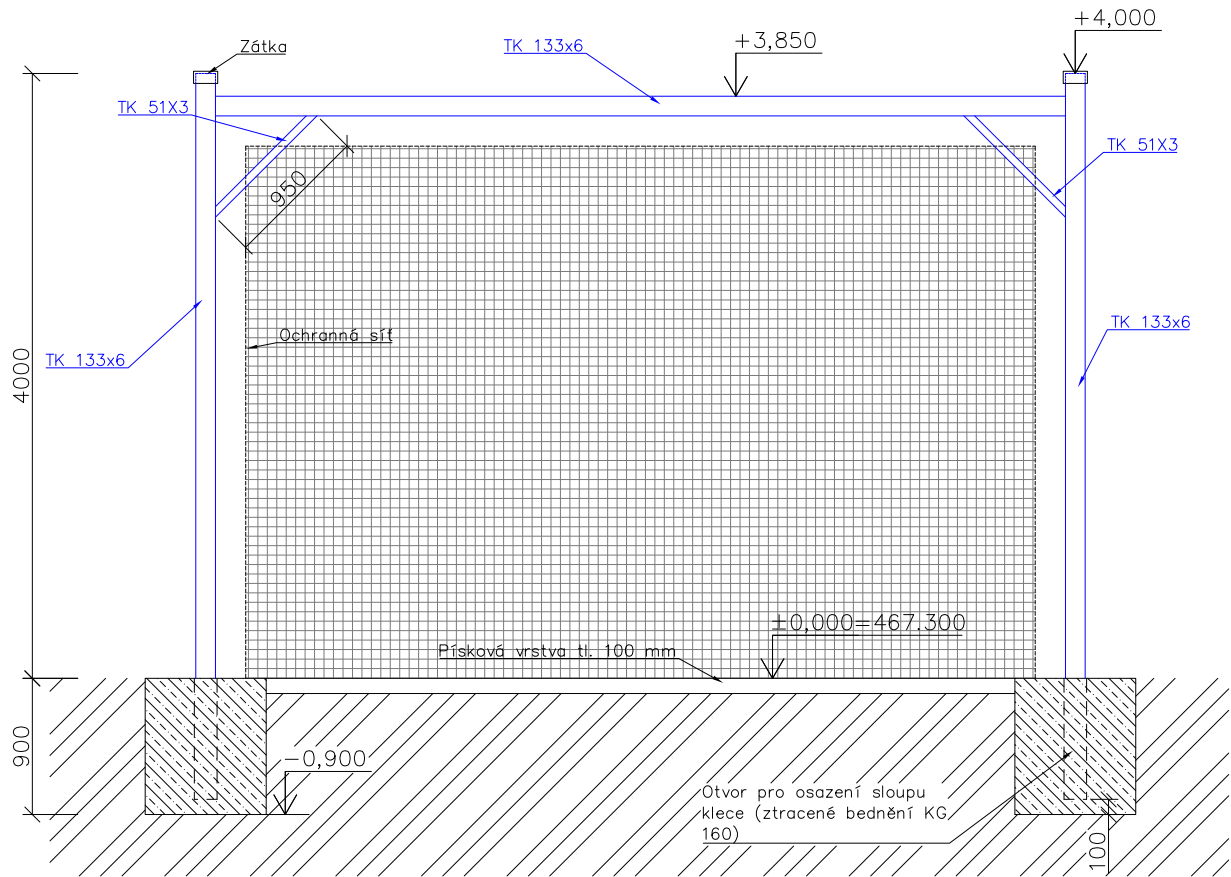 +4,000
Zátka
TK 133x6
+3,850
TK 51X3
TK 51X3
950
Ochranná síť
TK 133x6
TK 133x6
4000
±0,000=467.300
Písková vrstva tl. 100 mm
900
-0,900
Otvor pro osazení sloupu
klece (ztracené bednění KG
160)
100